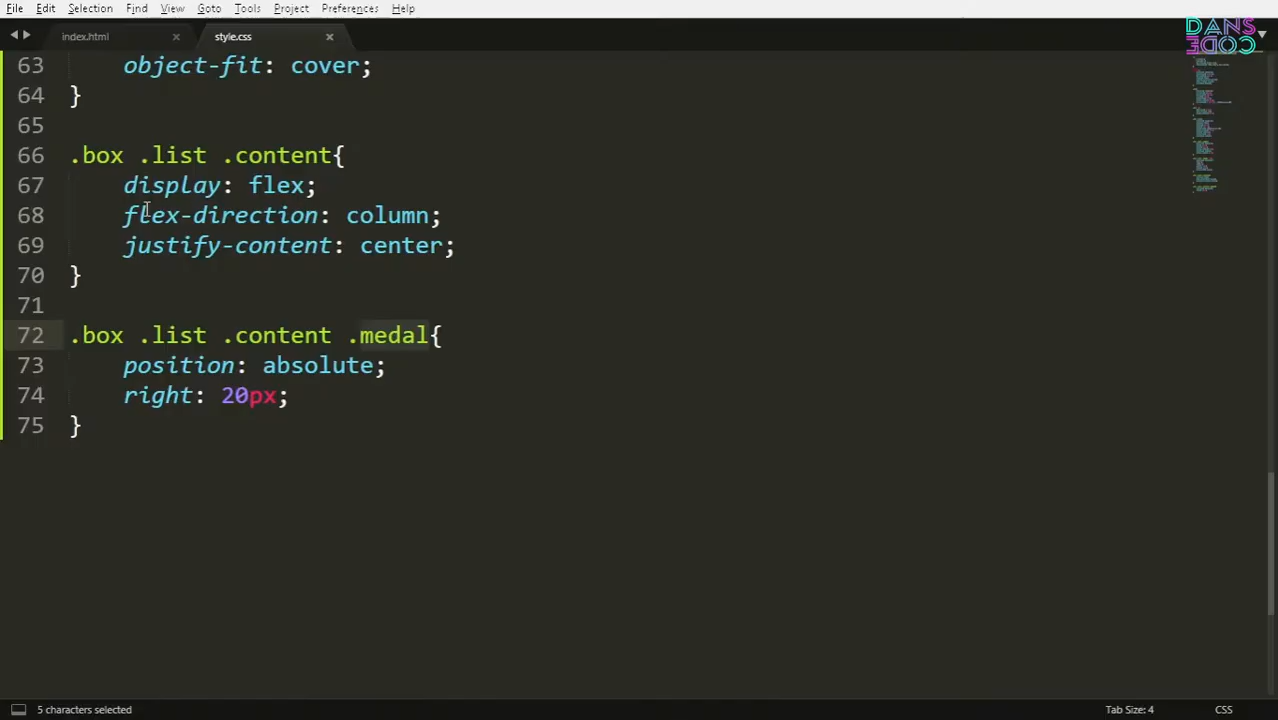 File Edit Selection Find View Goto Tools Project Preferences Help
index.html × style.css ×
DANS CODE
63 object-fit: cover;
64 }
65
66 .box .list .content{
67 display: flex;
68 flex-direction: column;
69 justify-content: center;
70 }
71
72 .box .list .content .medal{
73 position: absolute;
74 right: 20px;
75 }
5 characters selected Tab Size: 4 CSS